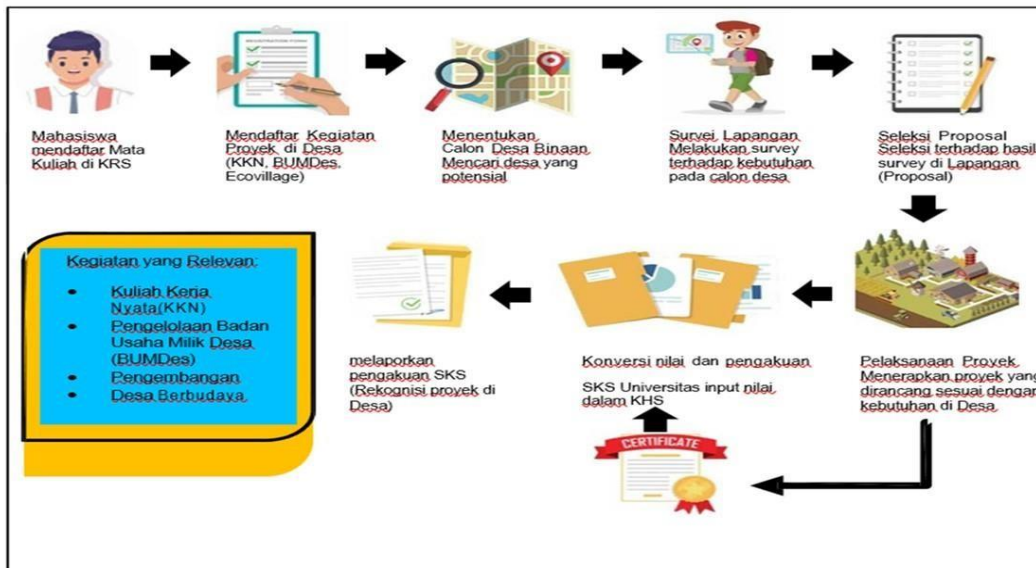 Mahasiswa
mendaftar Mata
Kuliah di KRS
REGISTRATION FORM
Mendaftar Kegiatan
Proyek di Desa
(KKN, BUMDes,
Ecovillage)
Menentukan
Calon Desa Binaan
Mencari desa yang
potensial
Survei Lapangan
Melakukan survey
terhadap kebutuhan
pada calon desa
Seleksi Proposal
Seleksi terhadap hasil
survey di Lapangan
(Proposal)
Pelaksanaan Proyek
Menerapkan proyek yang
dirancang sesuai dengan
kebutuhan di Desa
Konversi nilai dan pengakuan
SKS Universitas input nilai
dalam KHS
CERTIFICATE
melaporkan
pengakuan SKS
(Rekognisi proyek di
Desa)
Kegiatan yang Relevan:
• Kuliah Kerja
Nyata(KKN)
• Pengelolaan Badan
Usaha Milik Desa
(BUMDes)
• Pengembangan
• Desa Berbudaya